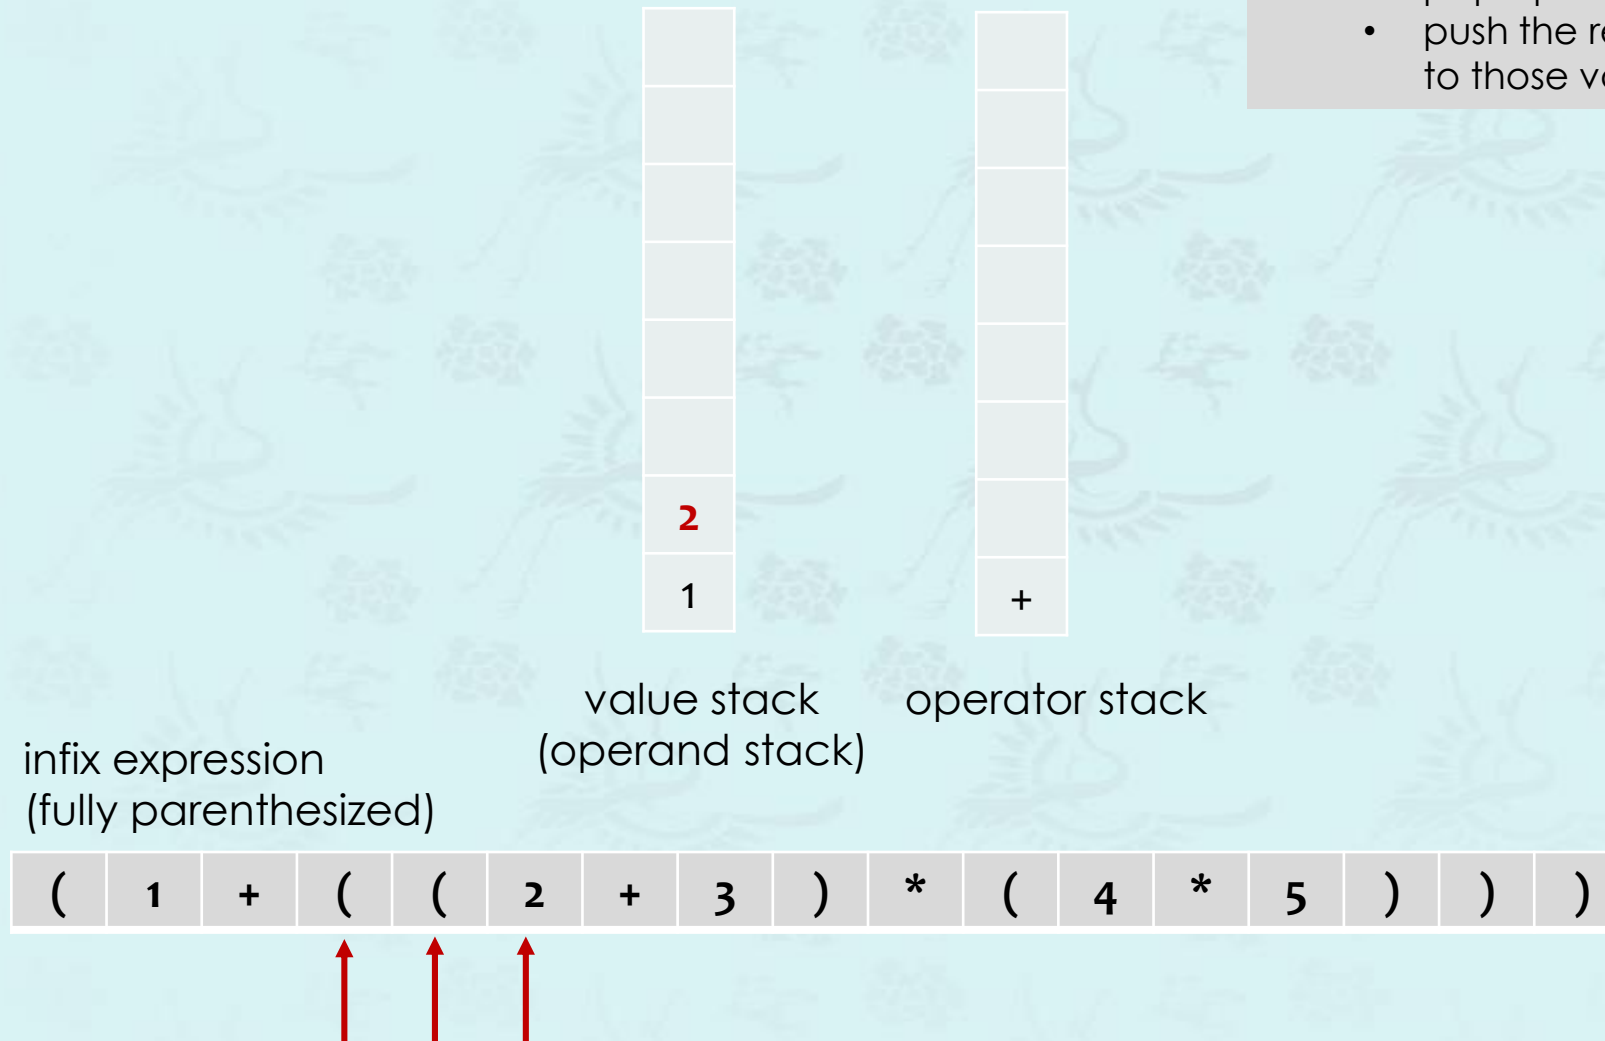 • push the re
to those v
2
1
+
value stack
(operand stack)
operator stack
infix expression
(fully parenthesized)
( 1 + ( ( 2 + 3 ) * ( 4 * 5 ) ) )